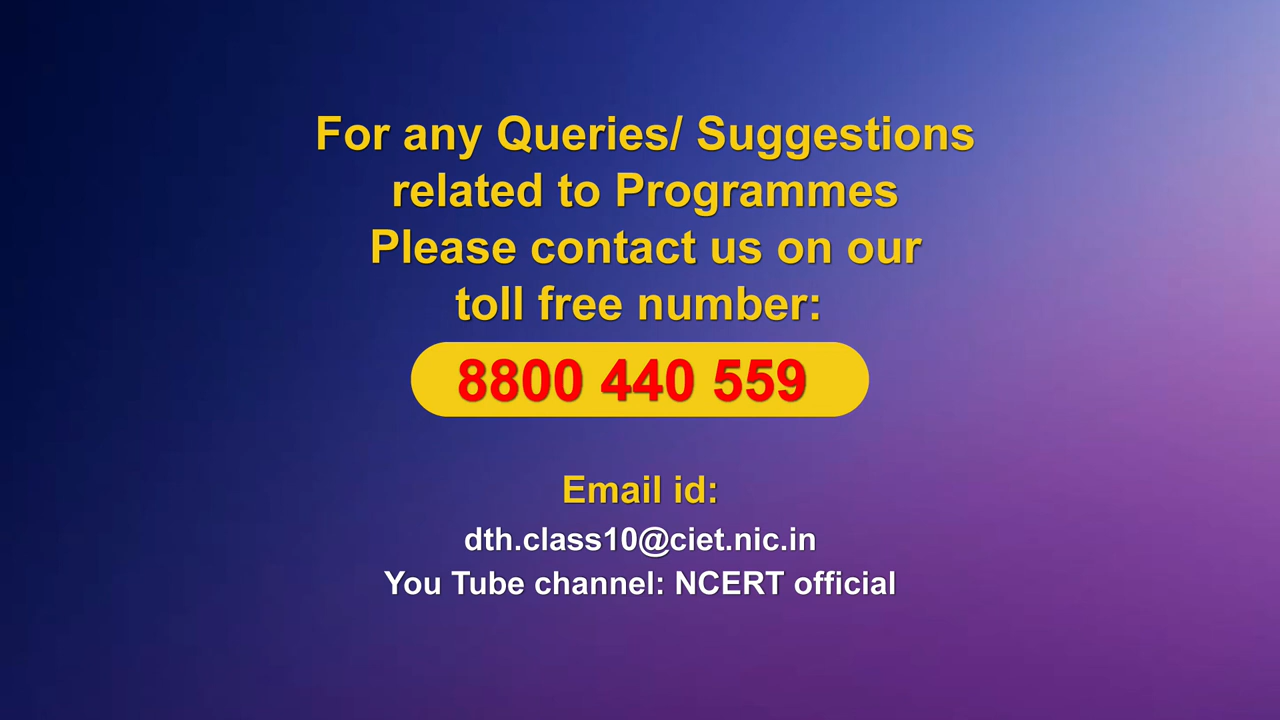 For any Queries/ Suggestions
related to Programmes
Please contact us on our
toll free number:
8800 440 559
Email id:
dth.class10@ciet.nic.in
You Tube channel: NCERT official